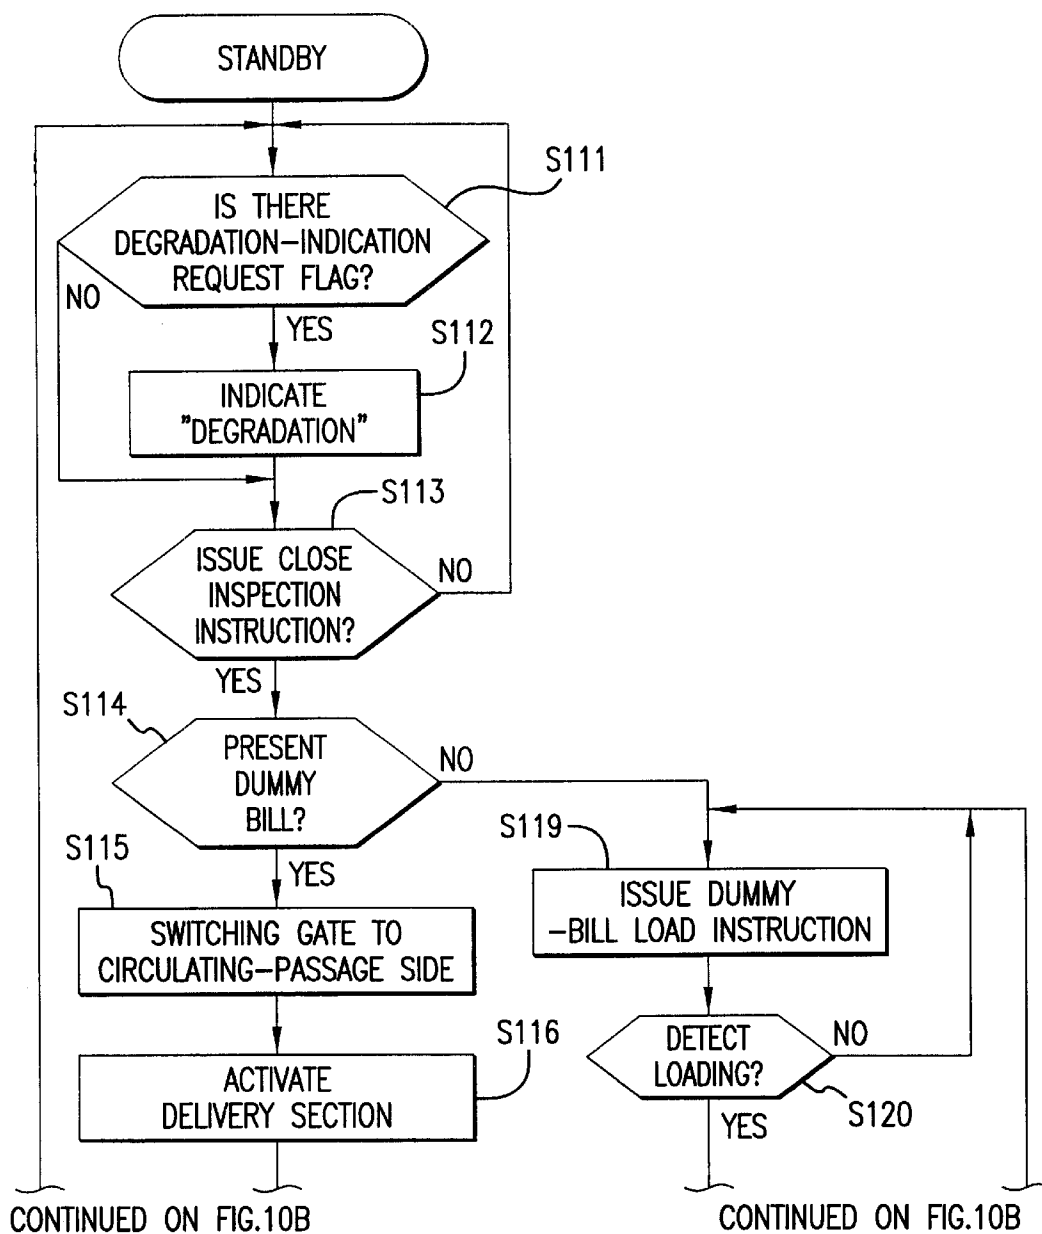 STANDBY
S111
IS THERE
DEGRADATION-INDICATION
REQUEST FLAG?
NO
YES
S112
INDICATE
"DEGRADATION"
S113
ISSUE CLOSE
INSPECTION
INSTRUCTION?
NO
YES
S114
PRESENT
DUMMY
BILL?
NO
YES
S115
SWITCHING GATE TO
CIRCULATING-PASSAGE SIDE
S119
ISSUE DUMMY
-BILL LOAD INSTRUCTION
S116
ACTIVATE
DELIVERY SECTION
DETECT
LOADING?
NO
YES
S120
CONTINUED ON FIG.10B
CONTINUED ON FIG.10B